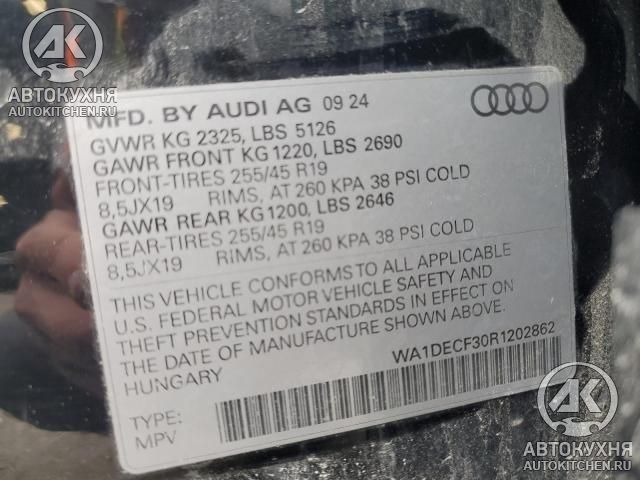 АК
АВТОКУХНЯ
AUTOKITCHEN.RU
MFD. BY AUDI AG 09 24
GVWR KG 2325, LBS 5126
GAWR FRONT KG 1220, LBS 2690
FRONT-TIRES 255/45 R19
8,5JX19 RIMS, AT 260 KPA 38 PSI COLD
GAWR REAR KG1200, LBS 2646
REAR-TIRES 255/45 R19
8,5JX19 RIMS, AT 260 KPA 38 PSI COLD
THIS VEHICLE CONFORMS TO ALL APPLICABLE
U.S. FEDERAL MOTOR VEHICLE SAFETY AND
THEFT PREVENTION STANDARDS IN EFFECT ON
THE DATE OF MANUFACTURE SHOWN ABOVE.
HUNGARY WA1DECF30R1202862
TYPE:
MPV
АК
АВТОКУХНЯ
AUTOKITCHEN.RU